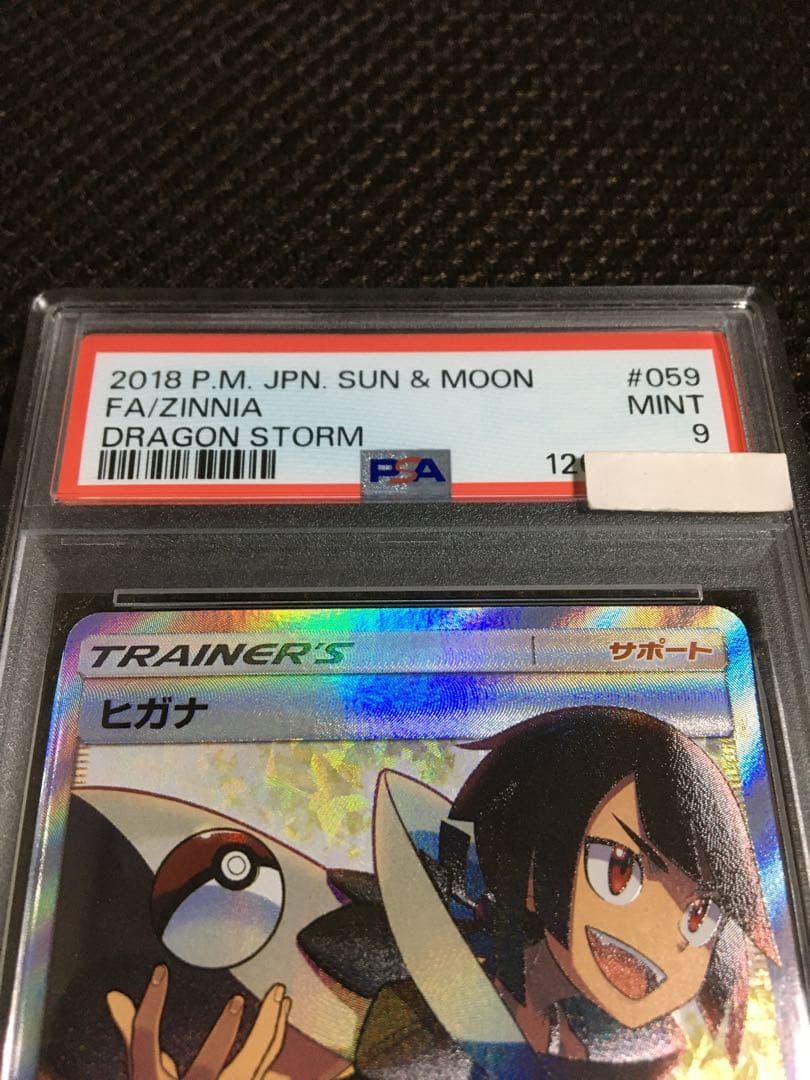 2018 P.M. JPN. SUN & MOON #059
FA/ZINNIA MINT
DRAGON STORM 9
PSA
TRAINER'S サポート
ヒガナ